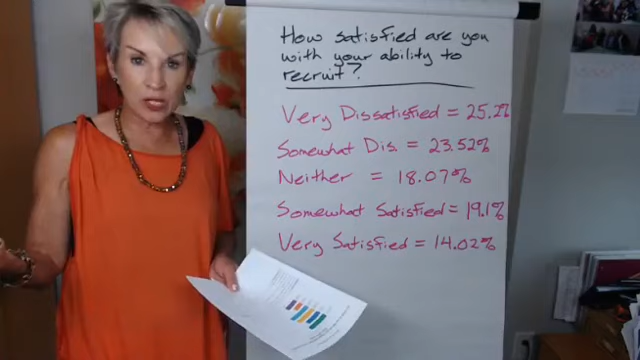 How satisfied are you
with your ability to
recruit?
Very Dissatisfied = 25.2%
Somewhat Dis. = 23.52%
Neither = 18.07%
Somewhat Satisfied = 19.1%
Very Satisfied = 14.02%